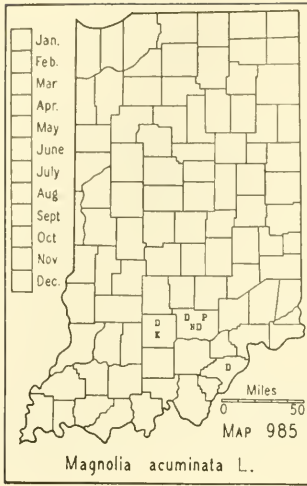 Jan.
Feb.
Mar
Apr.
May
June
July
Aug
Sept
Oct
Nov
Dec.
D P
D ND
K
D
Miles
0 50
MAP 985
Magnolia acuminata L.